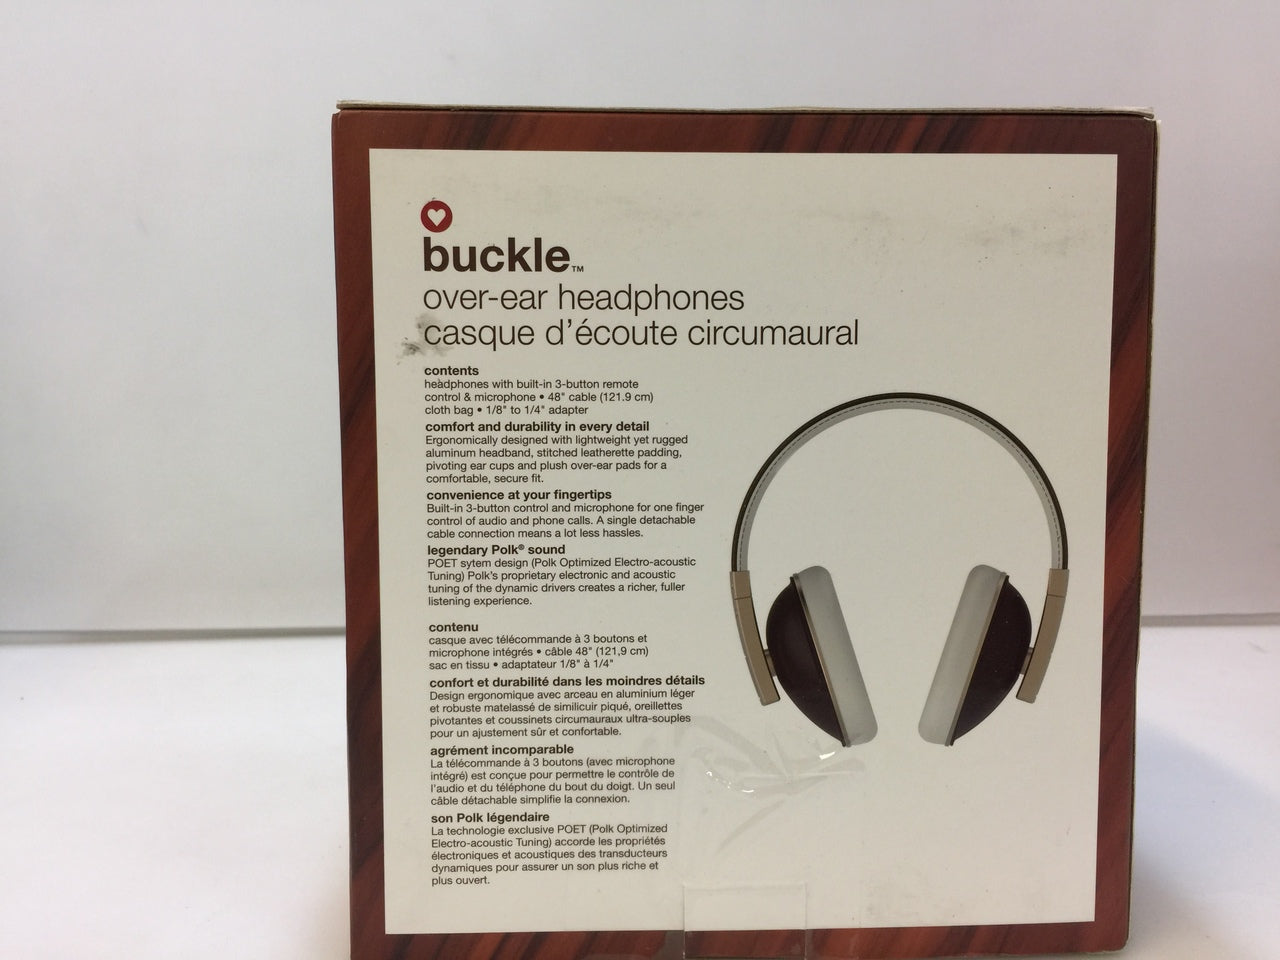 buckle™
over-ear headphones
casque d'écoute circumaural
contents
headphones with built-in 3-button remote
control & microphone • 48" cable (121.9 cm)
cloth bag • 1/8" to 1/4" adapter
comfort and durability in every detail
Ergonomically designed with lightweight yet rugged
aluminum headband, stitched leatherette padding,
pivoting ear cups and plush over-ear pads for a
comfortable, secure fit.
convenience at your fingertips
Built-in 3-button control and microphone for one finger
control of audio and phone calls. A single detachable
cable connection means a lot less hassles.
legendary Polk® sound
POET sytem design (Polk Optimized Electro-acoustic
Tuning) Polk's proprietary electronic and acoustic
tuning of the dynamic drivers creates a richer, fuller
listening experience.
contenu
casque avec télécommande à 3 boutons et
microphone intégrés • câble 48" (121,9 cm)
sac en tissu • adaptateur 1/8" à 1/4"
confort et durabilité dans les moindres détails
Design ergonomique avec arceau en aluminium léger
et robuste matelassé de similicuir piqué, oreillettes
pivotantes et coussinets circumauraux ultra-souples
pour un ajustement sûr et confortable.
agrément incomparable
La télécommande à 3 boutons (avec microphone
intégré) est conçue pour permettre le contrôle de
l'audio et du téléphone du bout du doigt. Un seul
câble détachable simplifie la connexion.
son Polk légendaire
La technologie exclusive POET (Polk Optimized
Electro-acoustic Tuning) accorde les propriétés
électroniques et acoustiques des transducteurs
dynamiques pour assurer un son plus riche et
plus ouvert.